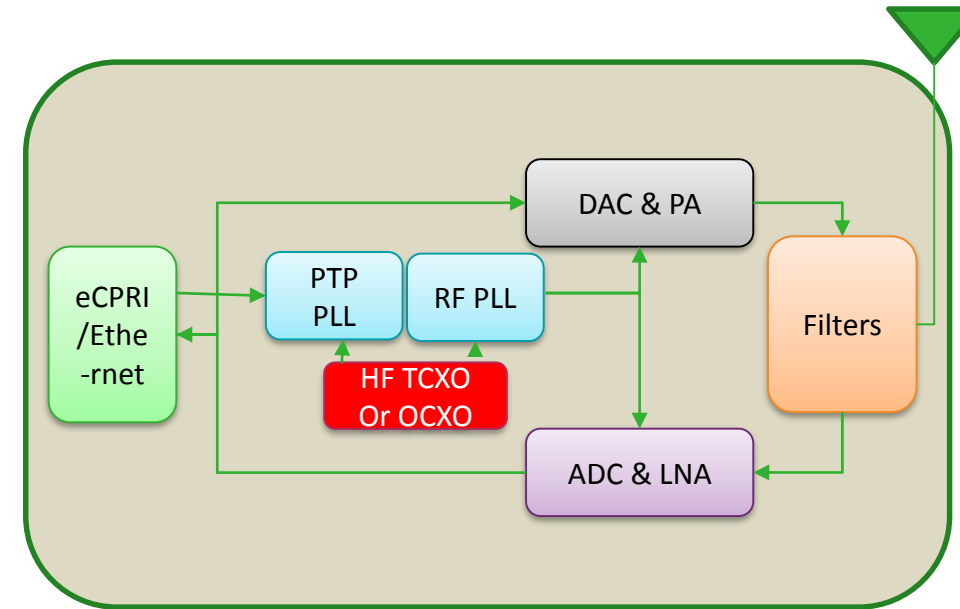 DAC & PA
eCPRI
/Ethe
-rnet
PTP
PLL
RF PLL
Filters
HF TCXO
Or OCXO
ADC & LNA